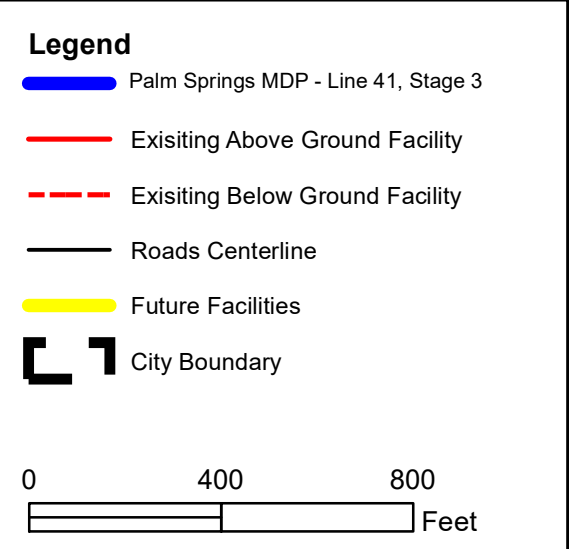 Legend
Palm Springs MDP - Line 41, Stage 3
Exisiting Above Ground Facility
Exisiting Below Ground Facility
Roads Centerline
Future Facilities
City Boundary
0 400 800
Feet